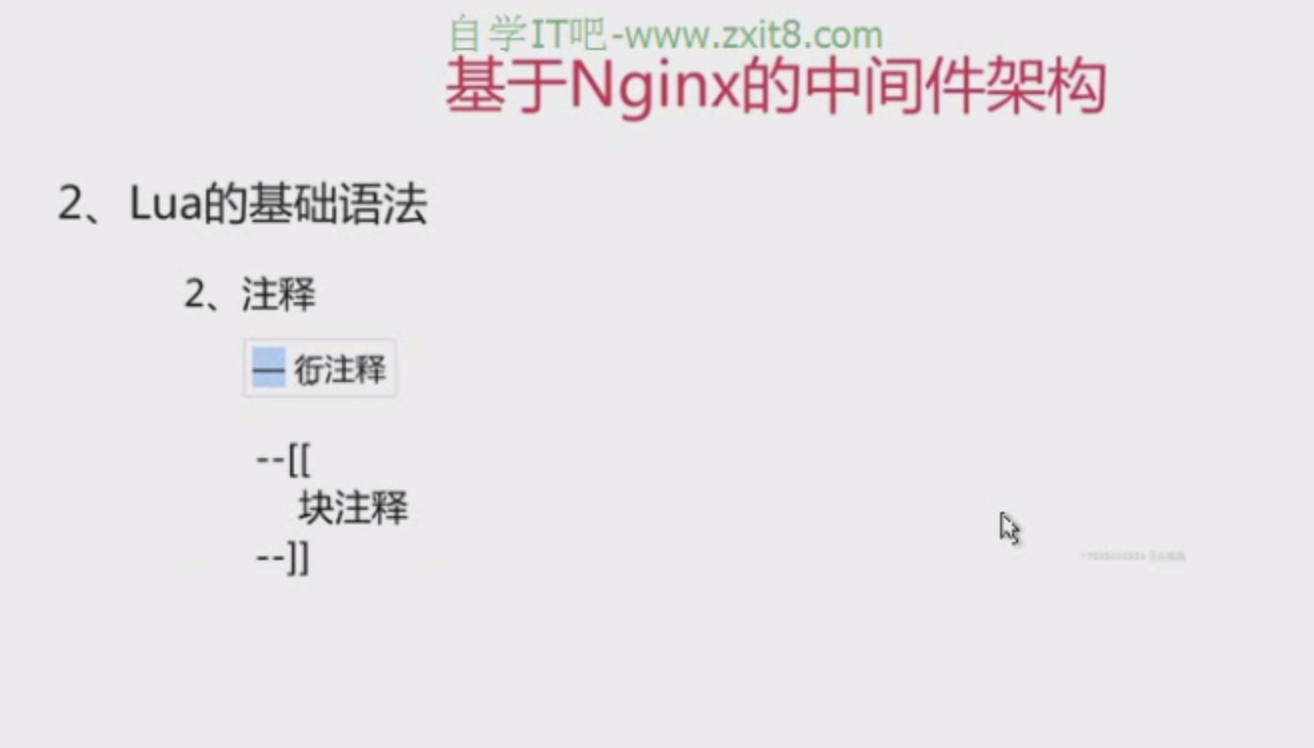 自学IT吧-www.zxit8.com
基于Nginx的中间件架构
2、Lua的基础语法
2、注释
— 衍注释
--[[
块注释
--]]